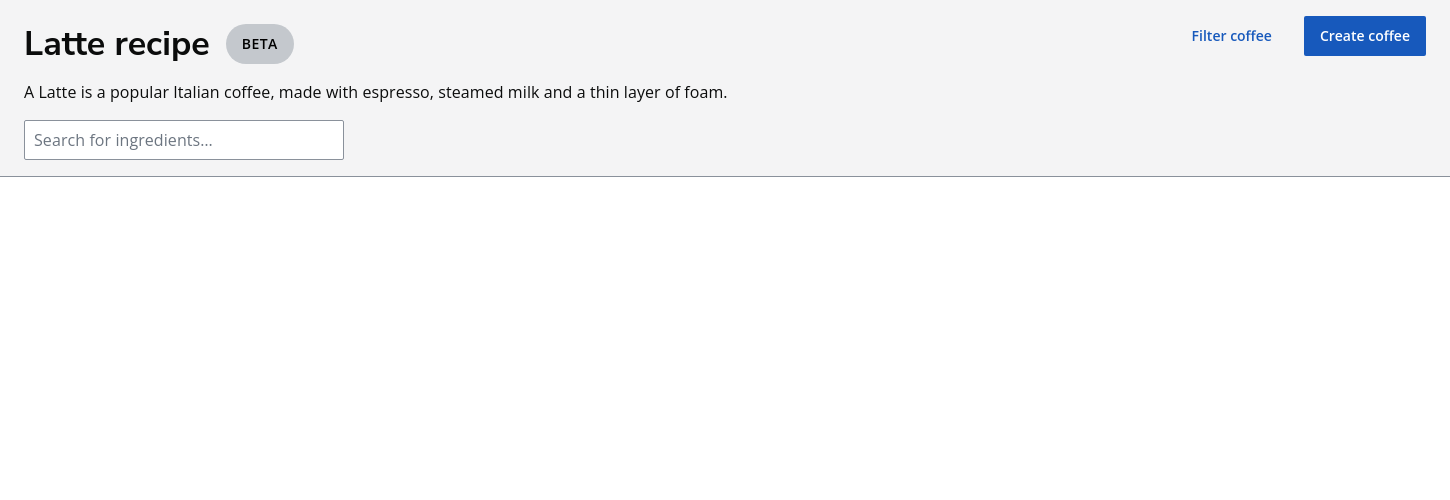 Latte recipe
BETA
Filter coffee
Create coffee
A Latte is a popular Italian coffee, made with espresso, steamed milk and a thin layer of foam.
Search for ingredients...